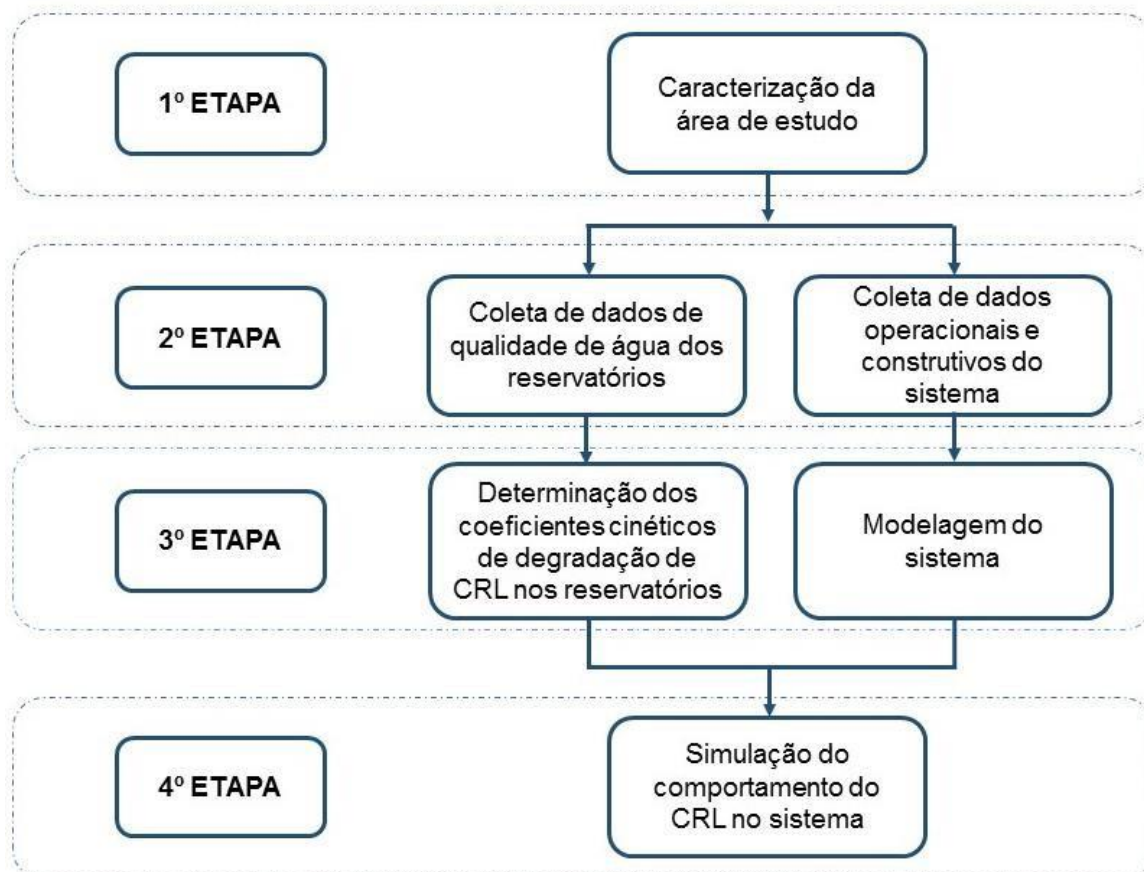 1º ETAPA
Caracterização da
área de estudo
2º ETAPA
Coleta de dados de
qualidade de água dos
reservatórios
Coleta de dados
operacionais e
construtivos do
sistema
3º ETAPA
Determinação dos
coeficientes cinéticos
de degradação de
CRL nos reservatórios
Modelagem do
sistema
4º ETAPA
Simulação do
comportamento do
CRL no sistema